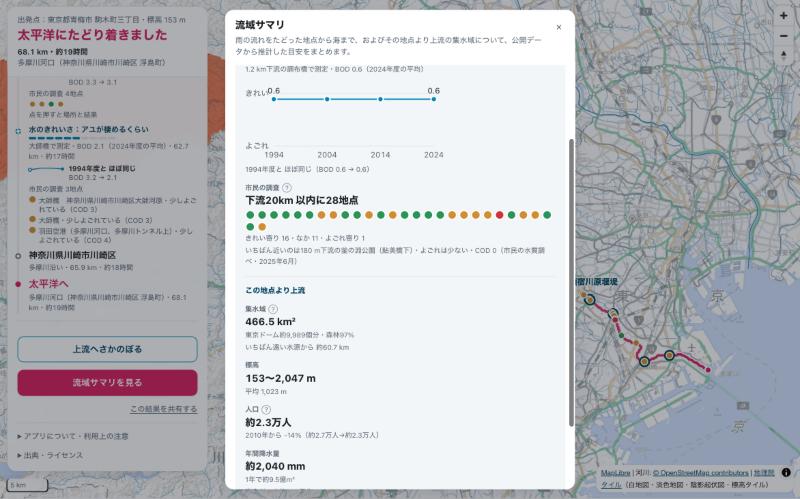 出発点：東京都青梅市 駒木町三丁目・標高 153 m
太平洋にたどり着きました
68.1 km・約19時間
多摩川河口（神奈川県川崎市川崎区 浮島町）
BOD 3.3 → 3.1
市民の調査 4地点
点を押すと場所と結果
水のきれいさ：アユが棲めるくらい
大師橋で測定・BOD 2.1（2024年度の平均）・62.7
km・約17時間
1994年度と ほぼ同じ
BOD 3.2 → 2.1
市民の調査 3地点
大師橋　神奈川県川崎市川崎区大師河原・少しよご
れている（COD 3）
大師橋・少しよごれている（COD 3）
羽田空港（多摩川河口、多摩川トンネル上）・少し
よごれている（COD 4）
神奈川県川崎市川崎区
多摩川沿い・65.9 km・約18時間
太平洋へ
多摩川河口（神奈川県川崎市川崎区 浮島町）・68.1
km・約19時間
上流へさかのぼる
流域サマリを見る
この結果を共有する
▶ アプリについて・利用上の注意
▶ 出典・ライセンス
5 km
流域サマリ
×
雨の流れをたどった地点から海まで、およびその地点より上流の集水域について、公開デー
タから推計した目安をまとめます。
1.2 km下流の調布橋で測定・BOD 0.6（2024年度の平均）
きれい
0.6
0.6
よごれ
1994
2004
2014
2024
1994年度と ほぼ同じ（BOD 0.6 → 0.6）
市民の調査 ?
下流20km 以内に28地点
きれい寄り 16・なか 11・よごれ寄り 1
いちばん近いのは180 m下流の釜の淵公園（鮎美橋下）・よごれは少ない・COD 0（市民の水質調
べ・2025年6月）
この地点より上流
集水域 ?
466.5 km²
東京ドーム約9,989個分・森林97%
いちばん遠い水源から 約60.7 km
標高
153〜2,047 m
平均 1,023 m
人口 ?
約2.3万人
2010年から −14%（約2.7万人→約2.3万人）
年間降水量
約2,040 mm
1年で約9.5億m³
宿川原堰堤
東
京
京
MapLibre | 河川: © OpenStreetMap contributors | 地理院
タイル（白地図・淡色地図・陰影起伏図・標高タイル）